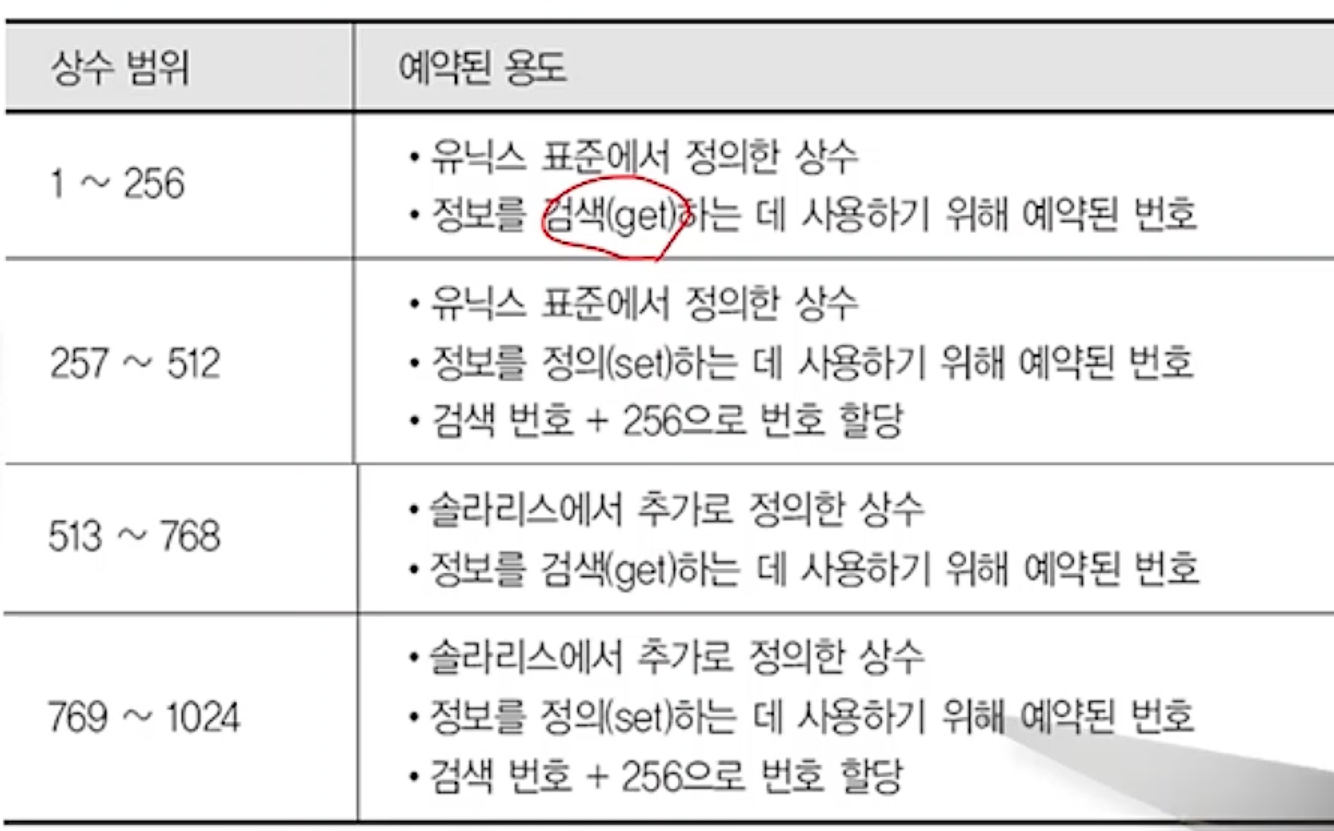 상수 범위 예약된 용도
1 ~ 256
• 유닉스 표준에서 정의한 상수
• 정보를 검색(get)하는 데 사용하기 위해 예약된 번호
257 ~ 512
• 유닉스 표준에서 정의한 상수
• 정보를 정의(set)하는 데 사용하기 위해 예약된 번호
• 검색 번호 + 256으로 번호 할당
513 ~ 768
• 솔라리스에서 추가로 정의한 상수
• 정보를 검색(get)하는 데 사용하기 위해 예약된 번호
769 ~ 1024
• 솔라리스에서 추가로 정의한 상수
• 정보를 정의(set)하는 데 사용하기 위해 예약된 번호
• 검색 번호 + 256으로 번호 할당